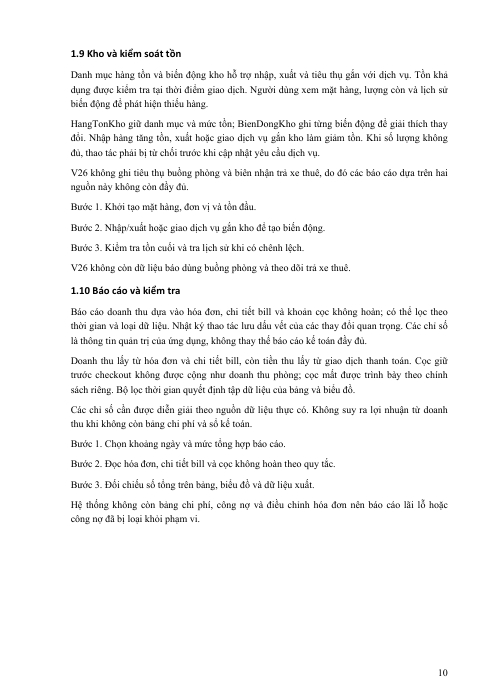 1.9 Kho và kiểm soát tồn
Danh mục hàng tồn và biến động kho hỗ trợ nhập, xuất và tiêu thụ gắn với dịch vụ. Tồn khả
dụng được kiểm tra tại thời điểm giao dịch. Người dùng xem mặt hàng, lượng còn và lịch sử
biến động để phát hiện thiếu hàng.
HangTonKho giữ danh mục và mức tồn; BienDongKho ghi từng biến động để giải thích thay
đổi. Nhập hàng tăng tồn, xuất hoặc giao dịch vụ gắn kho làm giảm tồn. Khi số lượng không
đủ, thao tác phải bị từ chối trước khi cập nhật yêu cầu dịch vụ.
V26 không ghi tiêu thụ buồng phòng và biên nhận trả xe thuê, do đó các báo cáo dựa trên hai
nguồn này không còn đầy đủ.
Bước 1. Khởi tạo mặt hàng, đơn vị và tồn đầu.
Bước 2. Nhập/xuất hoặc giao dịch vụ gắn kho để tạo biến động.
Bước 3. Kiểm tra tồn cuối và tra lịch sử khi có chênh lệch.
V26 không còn dữ liệu báo dùng buồng phòng và theo dõi trả xe thuê.
1.10 Báo cáo và kiểm tra
Báo cáo doanh thu dựa vào hóa đơn, chi tiết bill và khoản cọc không hoàn; có thể lọc theo
thời gian và loại dữ liệu. Nhật ký thao tác lưu dấu vết của các thay đổi quan trọng. Các chỉ số
là thông tin quản trị của ứng dụng, không thay thế báo cáo kế toán đầy đủ.
Doanh thu lấy từ hóa đơn và chi tiết bill, còn tiền thu lấy từ giao dịch thanh toán. Cọc giữ
trước checkout không được cộng như doanh thu phòng; cọc mất được trình bày theo chính
sách riêng. Bộ lọc thời gian quyết định tập dữ liệu của bảng và biểu đồ.
Các chỉ số cần được diễn giải theo nguồn dữ liệu thực có. Không suy ra lợi nhuận từ doanh
thu khi không còn bảng chi phí và sổ kế toán.
Bước 1. Chọn khoảng ngày và mức tổng hợp báo cáo.
Bước 2. Đọc hóa đơn, chi tiết bill và cọc không hoàn theo quy tắc.
Bước 3. Đối chiếu số tổng trên bảng, biểu đồ và dữ liệu xuất.
Hệ thống không còn bảng chi phí, công nợ và điều chỉnh hóa đơn nên báo cáo lãi lỗ hoặc
công nợ đã bị loại khỏi phạm vi.
10